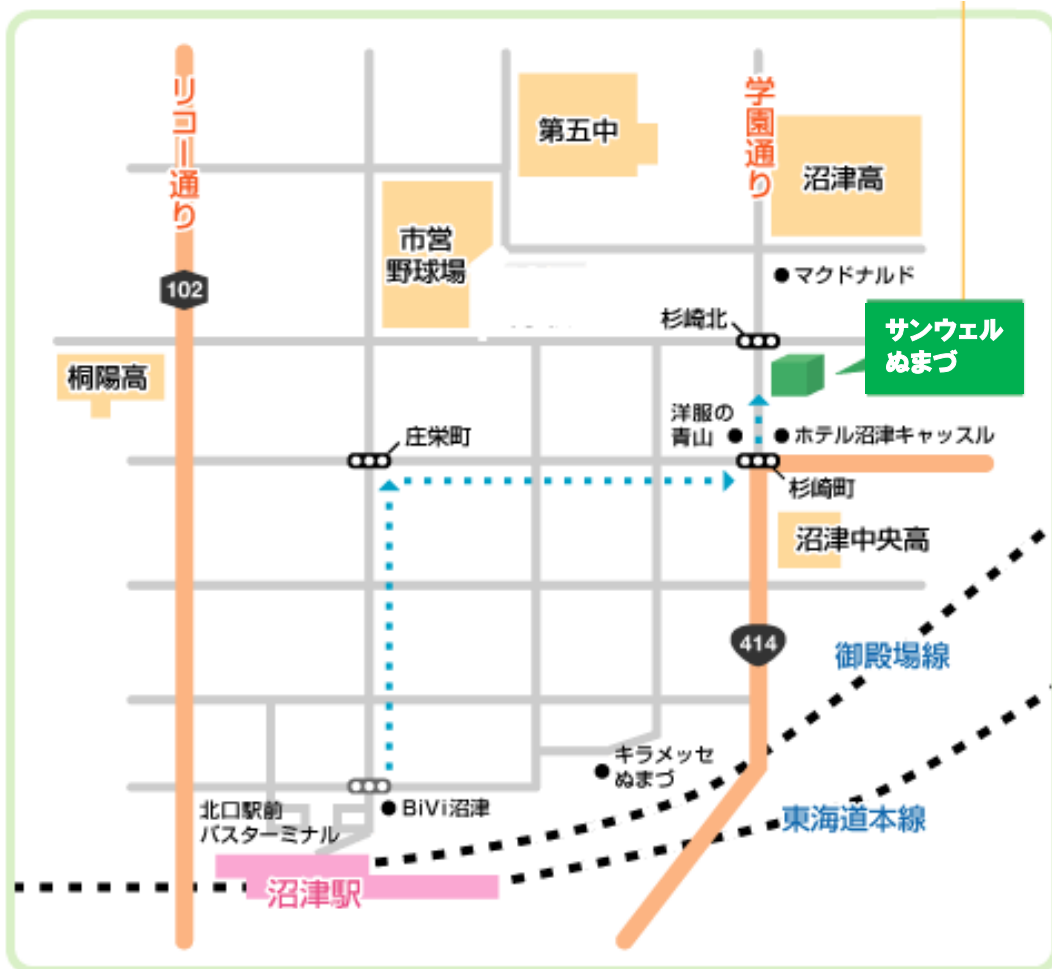 リコー通り
学園通り
第五中
沼津高
市営
野球場
マクドナルド
102
杉崎北
サンウェル
ぬまづ
桐陽高
洋服の
青山
庄栄町
ホテル沼津キャッスル
杉崎町
沼津中央高
414
御殿場線
キラメッセ
ぬまづ
北口駅前
バスターミナル
BiVi沼津
東海道本線
沼津駅